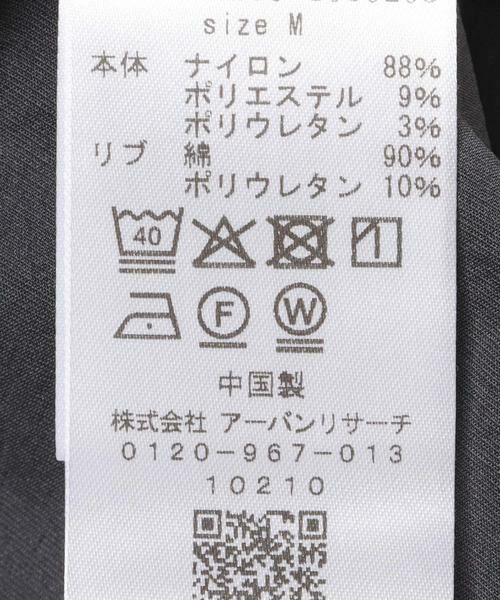 size M
本体 ナイロン 88%
ポリエステル 9%
ポリウレタン 3%
リブ 綿 90%
ポリウレタン 10%
40
F W
中国製
株式会社 アーバンリサーチ
0120-967-013
10210